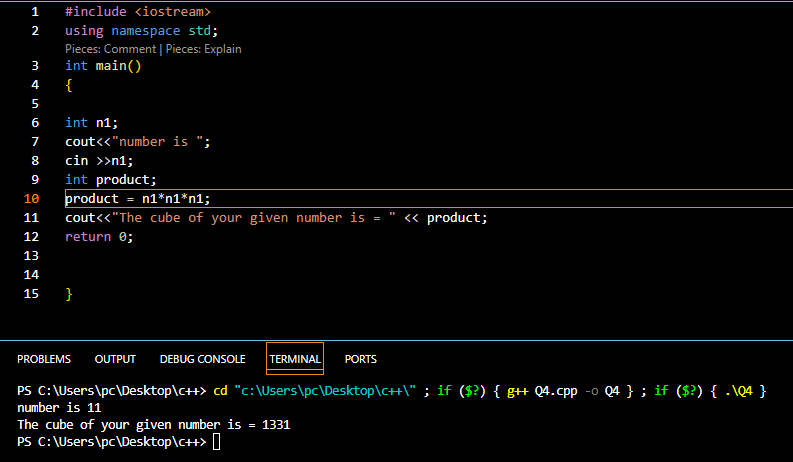 1 #include <iostream>
2 using namespace std;
Pieces: Comment | Pieces: Explain
3 int main()
4 {
5
6 int n1;
7 cout<<"number is ";
8 cin >>n1;
9 int product;
10 product = n1*n1*n1;
11 cout<<"The cube of your given number is = " << product;
12 return 0;
13
14
15 }
PROBLEMS OUTPUT DEBUG CONSOLE TERMINAL PORTS
PS C:\Users\pc\Desktop\c++> cd "c:\Users\pc\Desktop\c++\" ; if ($?) { g++ Q4.cpp -o Q4 } ; if ($?) { .\Q4 }
number is 11
The cube of your given number is = 1331
PS C:\Users\pc\Desktop\c++>